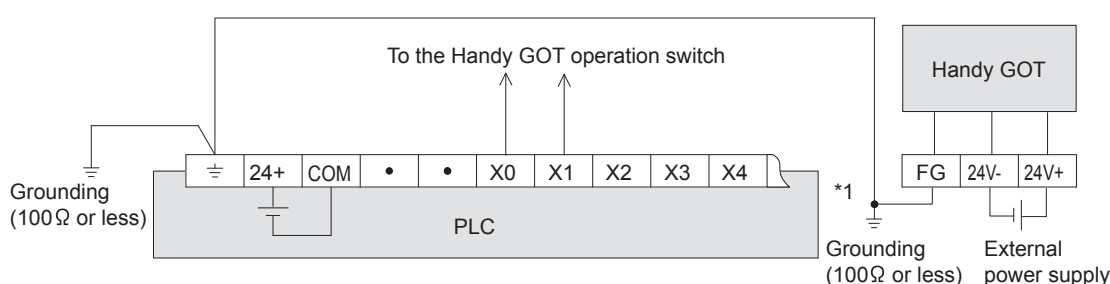 To the Handy GOT operation switch
Handy GOT
24+ COM • • X0 X1 X2 X3 X4
FG 24V- 24V+
Grounding
(100Ω or less)
PLC
*1
Grounding
(100Ω or less)
External
power supply